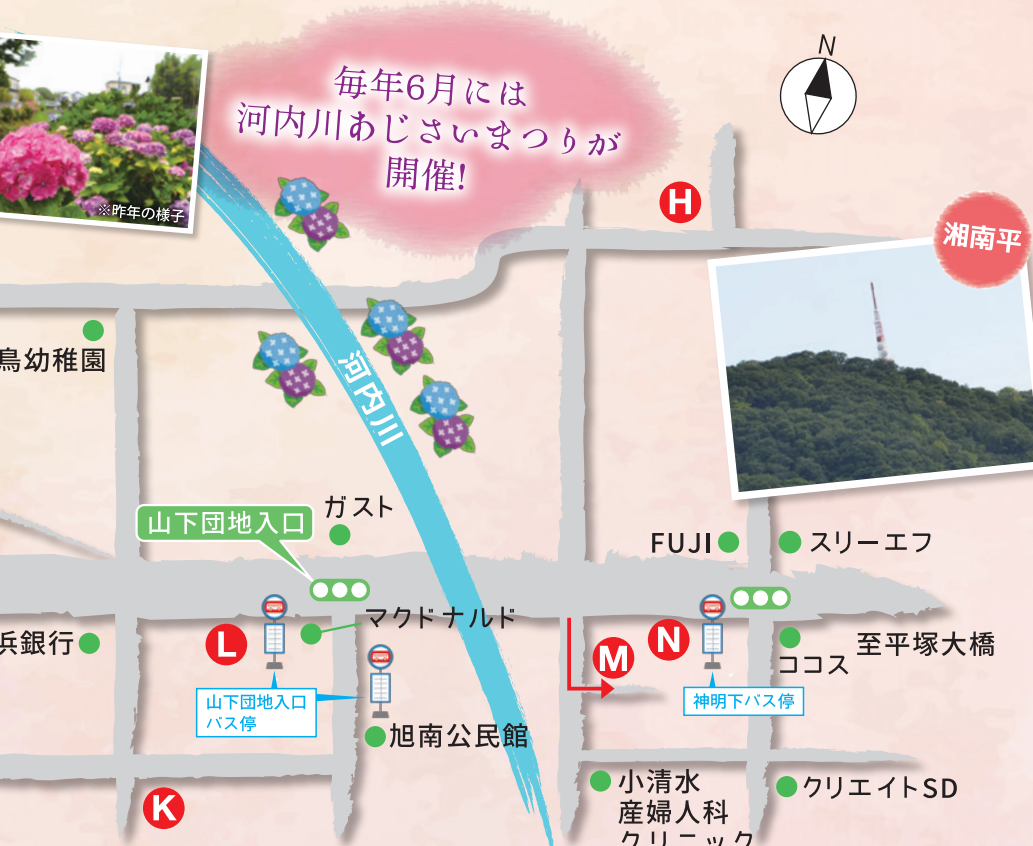 毎年6月には
河内川あじさいまつりが
開催!
※昨年の様子
N
H
湘南平
鳥幼稚園
河内川
ガスト
山下団地入口
FUJI
スリーエフ
マクドナルド
浜銀行
L
M
N
ココス
至平塚大橋
山下団地入口
バス停
神明下バス停
旭南公民館
K
小清水
産婦人科
クリニック
クリエイトSD